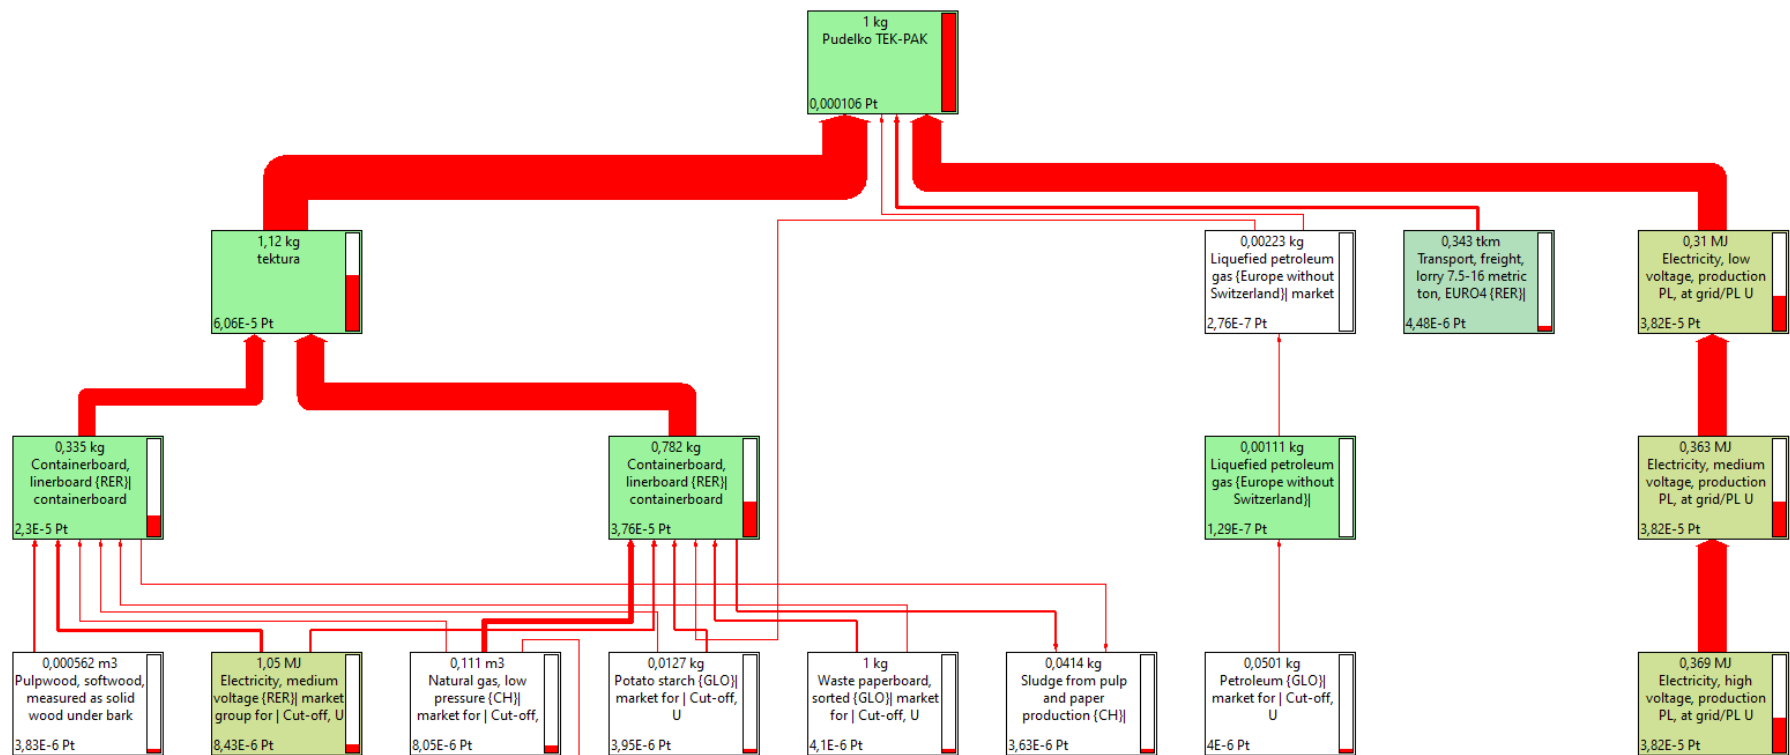 1 kg
Pudelko TEK-PAK
0,000106 Pt
1,12 kg
tektura
6,06E-5 Pt
0,00223 kg
Liquefied petroleum
gas {Europe without
Switzerland}| market
2,76E-7 Pt
0,343 tkm
Transport, freight,
lorry 7.5-16 metric
ton, EURO4 {RER}|
4,48E-6 Pt
0,31 MJ
Electricity, low
voltage, production
PL, at grid/PL U
3,82E-5 Pt
0,335 kg
Containerboard,
linerboard {RER}|
containerboard
2,3E-5 Pt
0,782 kg
Containerboard,
linerboard {RER}|
containerboard
3,76E-5 Pt
0,00111 kg
Liquefied petroleum
gas {Europe without
Switzerland}|
1,29E-7 Pt
0,363 MJ
Electricity, medium
voltage, production
PL, at grid/PL U
3,82E-5 Pt
0,000562 m3
Pulpwood, softwood,
measured as solid
wood under bark
3,83E-6 Pt
1,05 MJ
Electricity, medium
voltage {RER}| market
group for | Cut-off, U
8,43E-6 Pt
0,111 m3
Natural gas, low
pressure {CH}|
market for | Cut-off,
8,05E-6 Pt
0,0127 kg
Potato starch {GLO}|
market for | Cut-off,
U
3,95E-6 Pt
1 kg
Waste paperboard,
sorted {GLO}| market
for | Cut-off, U
4,1E-6 Pt
0,0414 kg
Sludge from pulp
and paper
production {CH}|
3,63E-6 Pt
0,0501 kg
Petroleum {GLO}|
market for | Cut-off,
U
4E-6 Pt
0,369 MJ
Electricity, high
voltage, production
PL, at grid/PL U
3,82E-5 Pt